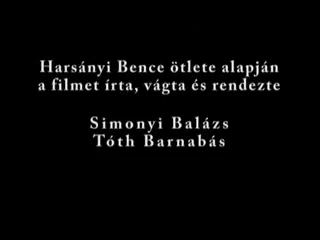 Harsányi Bence ötlete alapján
a filmet írta, vágta és rendezte
Simonyi Balázs
Tóth Barnabás